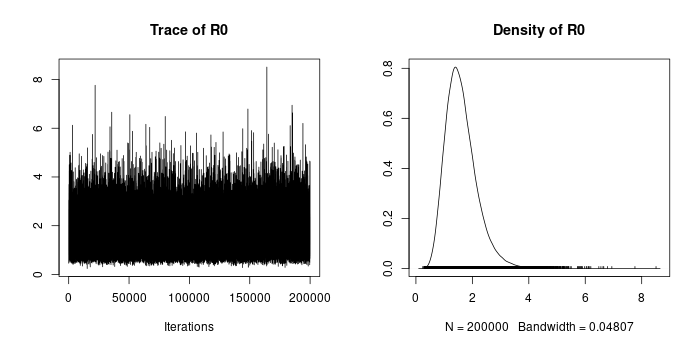 Trace of R0
8
6
4
2
0
0 50000 100000 150000 200000
Iterations
Density of R0
0.8
0.6
0.4
0.2
0.0
0 2 4 6 8
N = 200000 Bandwidth = 0.04807